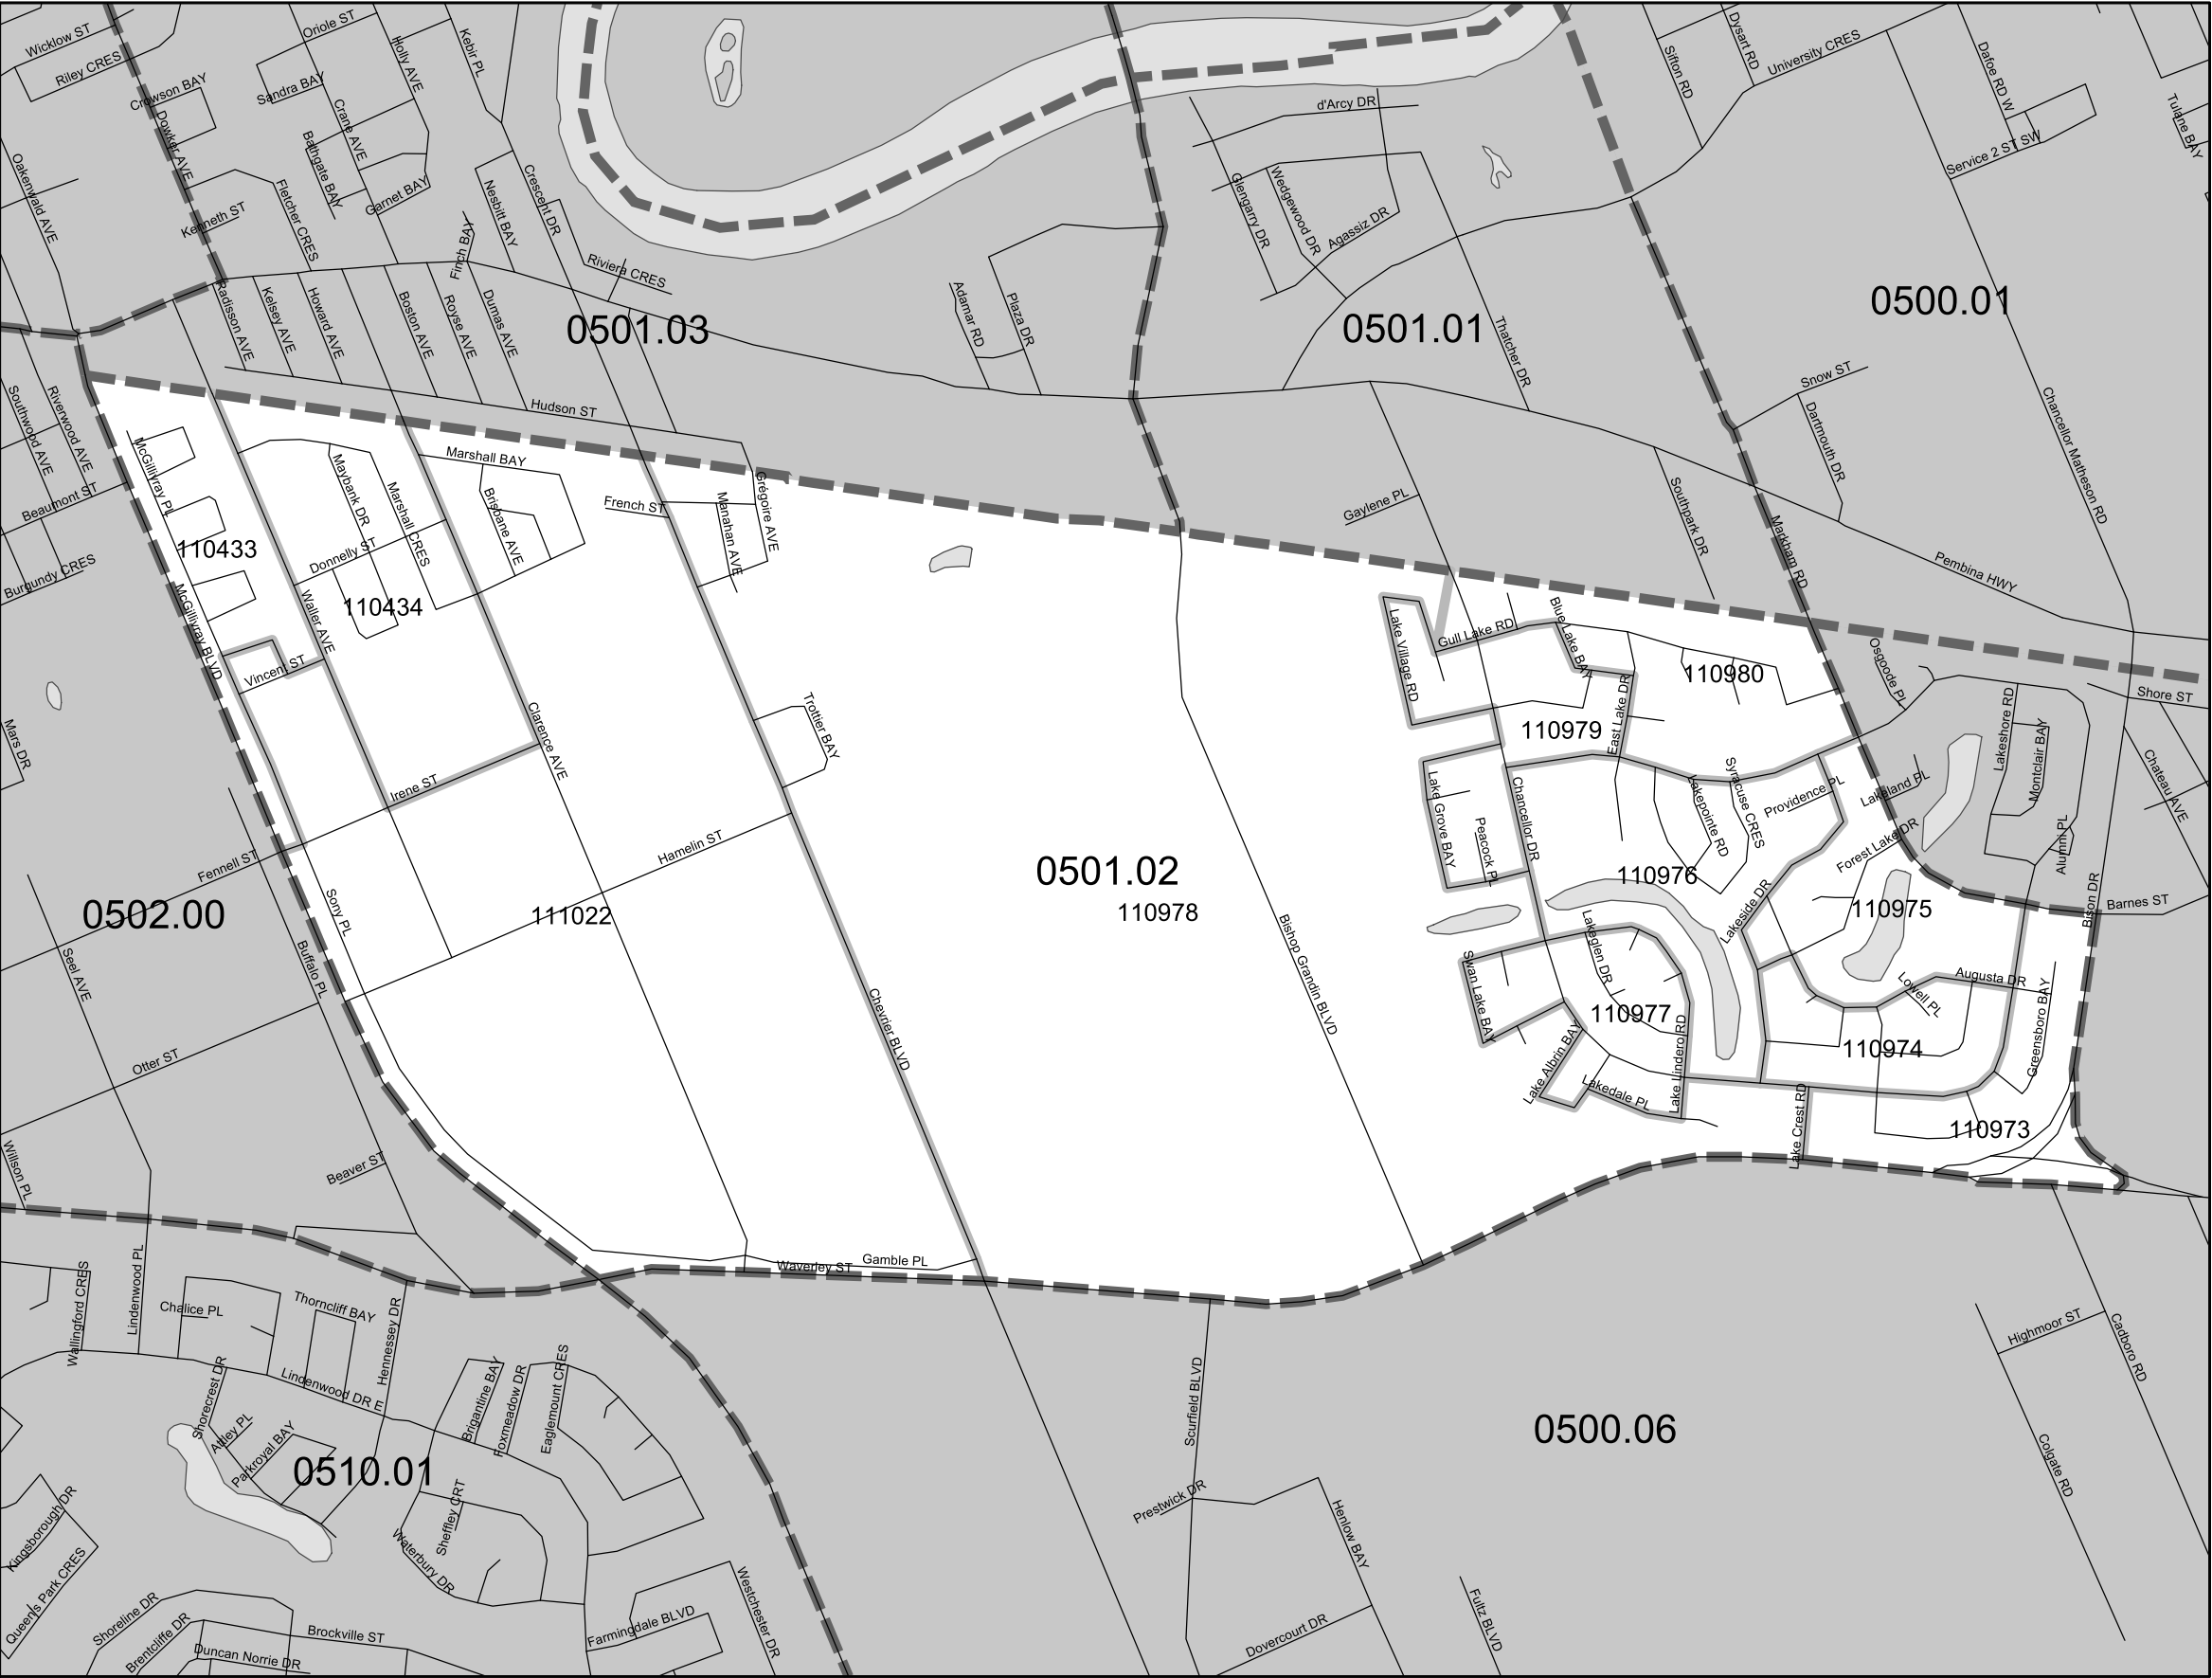 Wicklow ST
Riley CRES
Crowson BAY
Oriole ST
Sandra BAY
Holly AVE
Kebir PL
Crane AVE
Bathgate BAY
Garnet BAY
Dowker AVE
Oakenwald AVE
Kenneth ST
Fletcher CRES
Nesbitt BAY
Crescent DR
Finch BAY
Riviera CRES
d'Arcy DR
Glengarry DR
Wedgewood DR
Agassiz DR
Sifton RD
Dysart RD
University CRES
Dafoe RD W
Service 2 ST SW
Tulane BAY
Radisson AVE
Kelsey AVE
Howard AVE
Boston AVE
Royse AVE
Dumas AVE
0501.03
Adamar RD
Plaza DR
0501.01
Thatcher DR
0500.01
Snow ST
Dartmouth DR
Chancellor Matheson RD
Southwood AVE
Riverwood AVE
Beaumont ST
Burgundy CRES
Hudson ST
McGillivray PL
110433
McGillivray BLVD
Maybank DR
Marshall CRES
Marshall BAY
Brisbane AVE
Donnelly ST
110434
Waller AVE
Vincent ST
French ST
Manahan AVE
Grégoire AVE
Gaylene PL
Southpark DR
Markham RD
Pembina HWY
Lake Village RD
Gull Lake RD
Blue Lake BAY
110980
110979
East Lake DR
Osgoode PL
Shore ST
Lakeshore RD
Montclair BAY
Chateau AVE
Mars DR
Clarence AVE
Trottier BAY
Irene ST
Hamelin ST
Fennell ST
Lake Grove BAY
Peacock PL
Chancellor DR
Lakepointe RD
Syracuse CRES
Providence PL
Lakeland PL
Forest Lake DR
Alumni PL
0501.02
110978
110976
Lakeside DR
110975
Bison DR
Barnes ST
0502.00
Sony PL
111022
Seel AVE
Buffalo PL
Chevrier BLVD
Bishop Grandin BLVD
Swan Lake BAY
Lakeglen DR
110977
Lake Lindero RD
Lake Albrin BAY
Lakedale PL
Augusta DR
Lowell PL
110974
Greensboro BAY
Lake Crest RD
110973
Otter ST
Beaver ST
Willson PL
Waverley ST
Gamble PL
Wallingford CRES
Lindenwood PL
Chalice PL
Thorncliff BAY
Hennessey DR
Lindenwood DR E
Shorecrest DR
Attley PL
Parkroyal BAY
0510.01
Brigantine BAY
Foxmeadow DR
Eaglemount CRES
Sheffley CRT
Waterbury DR
Kingsborough DR
Queen's Park CRES
Shoreline DR
Brentcliffe DR
Brockville ST
Duncan Norrie DR
Farmingdale BLVD
Westchester DR
Scurfield BLVD
Prestwick DR
Henlow BAY
Dovercourt DR
Fultz BLVD
0500.06
Highmoor ST
Cadboro RD
Colgate RD